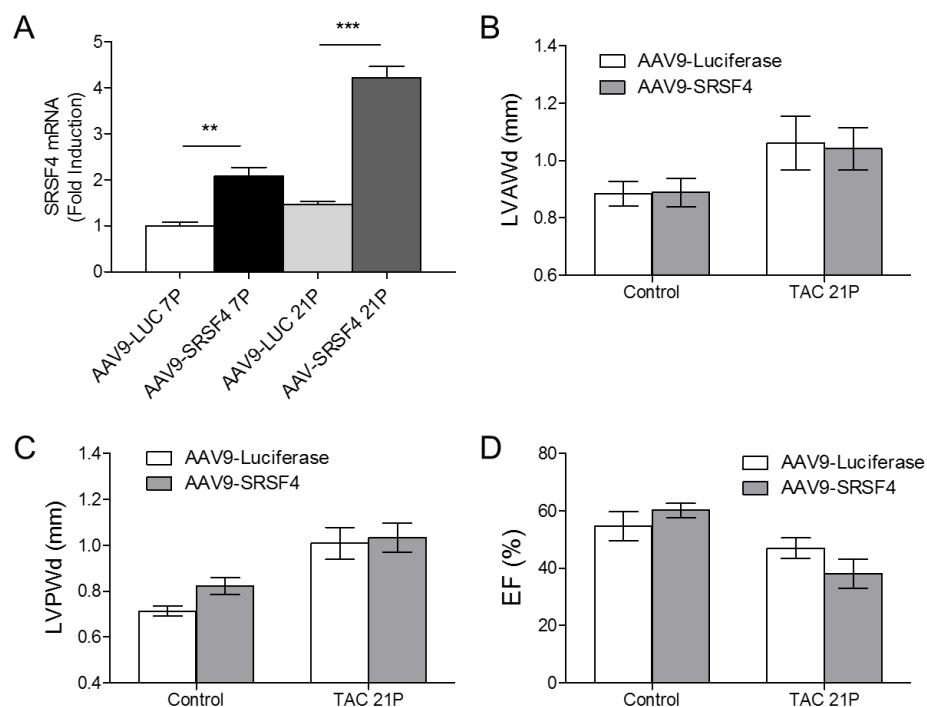 A
SRSF4 mRNA
(Fold Induction)
5
4
3
2
1
0
**
***
AAV9-LUC 7P
AAV9-SRSF4 7P
AAV9-LUC 21P
AAV-SRSF4 21P
B
LVAWd (mm)
1.4
1.2
1.0
0.8
0.6
AAV9-Luciferase
AAV9-SRSF4
Control
TAC 21P
C
LVPWd (mm)
1.4
1.2
1.0
0.8
0.6
0.4
AAV9-Luciferase
AAV9-SRSF4
Control
TAC 21P
D
EF (%)
80
60
40
20
0
AAV9-Luciferase
AAV9-SRSF4
Control
TAC 21P